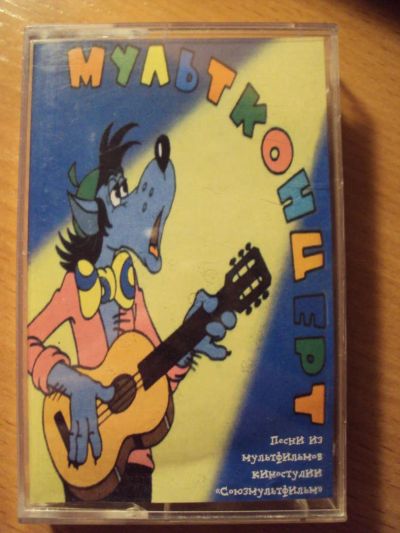 МУЛЬТКОНЦЕРТ
Песни из
мультфильмов
киностудии
«Союзмультфильм»